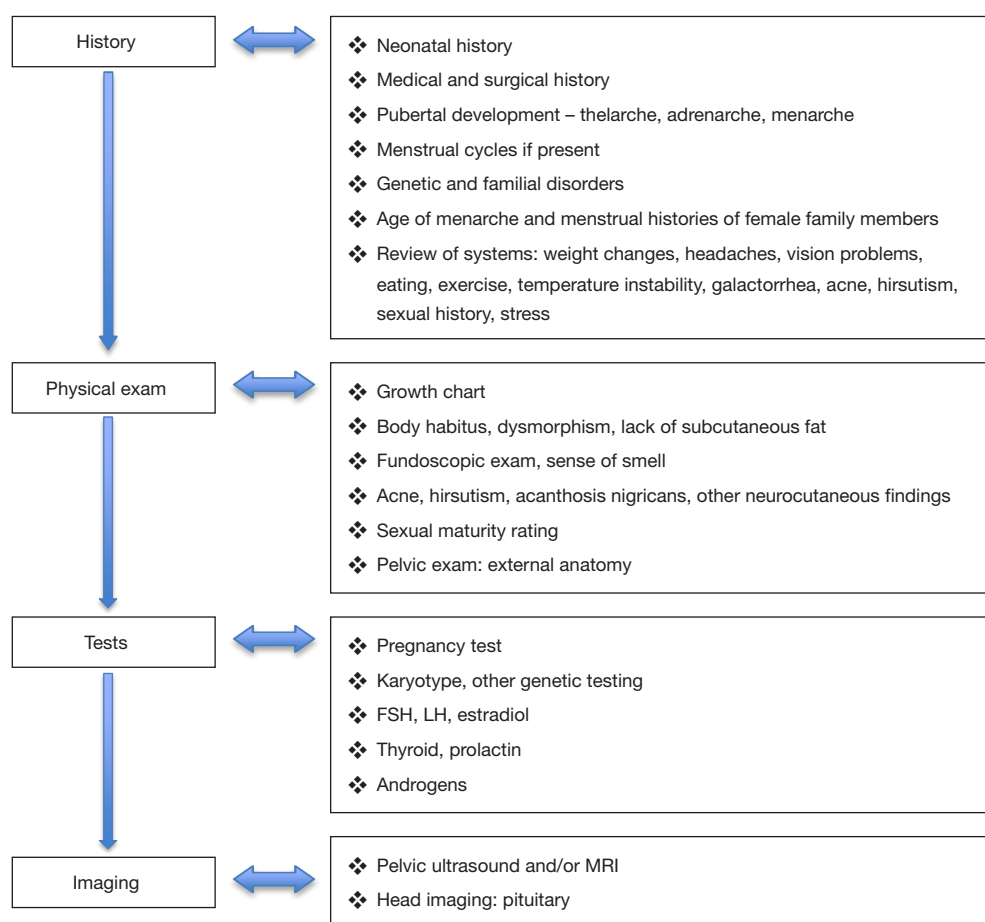 History
❖ Neonatal history
❖ Medical and surgical history
❖ Pubertal development – thelarche, adrenarche, menarche
❖ Menstrual cycles if present
❖ Genetic and familial disorders
❖ Age of menarche and menstrual histories of female family members
❖ Review of systems: weight changes, headaches, vision problems,
eating, exercise, temperature instability, galactorrhea, acne, hirsutism,
sexual history, stress
Physical exam
❖ Growth chart
❖ Body habitus, dysmorphism, lack of subcutaneous fat
❖ Fundoscopic exam, sense of smell
❖ Acne, hirsutism, acanthosis nigricans, other neurocutaneous findings
❖ Sexual maturity rating
❖ Pelvic exam: external anatomy
Tests
❖ Pregnancy test
❖ Karyotype, other genetic testing
❖ FSH, LH, estradiol
❖ Thyroid, prolactin
❖ Androgens
Imaging
❖ Pelvic ultrasound and/or MRI
❖ Head imaging: pituitary